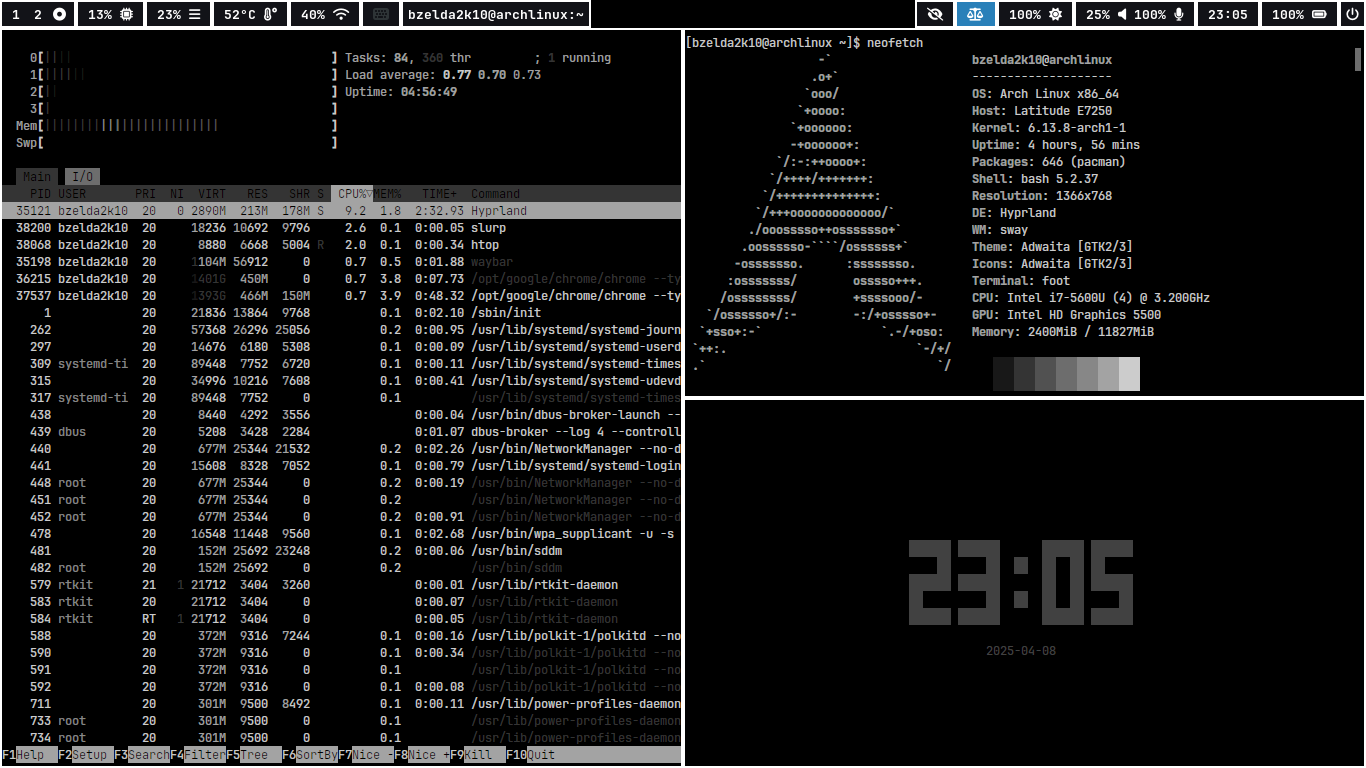 1 2 13% 23% 52°C 40% bzelda2k10@archlinux:~ 100% 25% 100% 23:05 100%
0[|||| ] Tasks: 84, 360 thr ; 1 running
1[|||||| ] Load average: 0.77 0.70 0.73
2[|| ] Uptime: 04:56:49
3[| ]
Mem[||||||||||||||||||||||||| ]
Swp[ ]
Main I/O
PID USER PRI NI VIRT RES SHR S CPU%▽MEM% TIME+ Command
35121 bzelda2k10 20 0 2890M 213M 178M S 9.2 1.8 2:32.93 Hyprland
38200 bzelda2k10 20 18236 10692 9796 2.6 0.1 0:00.05 slurp
38068 bzelda2k10 20 8880 6668 5004 R 2.0 0.1 0:00.34 htop
35198 bzelda2k10 20 1104M 56912 0 0.7 0.5 0:01.88 waybar
36215 bzelda2k10 20 1401G 450M 0 0.7 3.8 0:07.73 /opt/google/chrome/chrome --ty
37537 bzelda2k10 20 1393G 466M 150M 0.7 3.9 0:48.32 /opt/google/chrome/chrome --ty
1 20 21836 13864 9768 0.1 0:02.10 /sbin/init
262 20 57368 26296 25056 0.2 0:00.95 /usr/lib/systemd/systemd-journ
297 20 14676 6180 5308 0.1 0:00.09 /usr/lib/systemd/systemd-userd
309 systemd-ti 20 89448 7752 6720 0.1 0:00.11 /usr/lib/systemd/systemd-times
315 20 34996 10216 7608 0.1 0:00.41 /usr/lib/systemd/systemd-udevd
317 systemd-ti 20 89448 7752 0 0.1 /usr/lib/systemd/systemd-times
438 20 8440 4292 3556 0:00.04 /usr/bin/dbus-broker-launch --
439 dbus 20 5208 3428 2284 0:01.07 dbus-broker --log 4 --controll
440 20 677M 25344 21532 0.2 0:02.26 /usr/bin/NetworkManager --no-d
441 20 15608 8328 7052 0.1 0:00.79 /usr/lib/systemd/systemd-login
448 root 20 677M 25344 0 0.2 0:00.19 /usr/bin/NetworkManager --no-d
451 root 20 677M 25344 0 0.2 /usr/bin/NetworkManager --no-d
452 root 20 677M 25344 0 0.2 0:00.91 /usr/bin/NetworkManager --no-d
478 20 16548 11448 9560 0.1 0:02.68 /usr/bin/wpa_supplicant -u -s
481 20 152M 25692 23248 0.2 0:00.06 /usr/bin/sddm
482 root 20 152M 25692 0 0.2 /usr/bin/sddm
579 rtkit 21 1 21712 3404 3260 0:00.01 /usr/lib/rtkit-daemon
583 rtkit 20 21712 3404 0 0:00.07 /usr/lib/rtkit-daemon
584 rtkit RT 1 21712 3404 0 0:00.05 /usr/lib/rtkit-daemon
588 20 372M 9316 7244 0.1 0:00.16 /usr/lib/polkit-1/polkitd --no
590 20 372M 9316 0 0.1 0:00.34 /usr/lib/polkit-1/polkitd --no
591 20 372M 9316 0 0.1 /usr/lib/polkit-1/polkitd --no
592 20 372M 9316 0 0.1 0:00.08 /usr/lib/polkit-1/polkitd --no
711 20 301M 9500 8492 0.1 0:00.11 /usr/lib/power-profiles-daemon
733 root 20 301M 9500 0 0.1 /usr/lib/power-profiles-daemon
734 root 20 301M 9500 0 0.1 /usr/lib/power-profiles-daemon
F1Help F2Setup F3SearchF4FilterF5Tree F6SortByF7Nice -F8Nice +F9Kill F10Quit
[bzelda2k10@archlinux ~]$ neofetch
-` bzelda2k10@archlinux
.o+` --------------------
`ooo/ OS: Arch Linux x86_64
`+oooo: Host: Latitude E7250
`+oooooo: Kernel: 6.13.8-arch1-1
-+oooooo+: Uptime: 4 hours, 56 mins
`/:-:++oooo+: Packages: 646 (pacman)
`/++++/+++++++: Shell: bash 5.2.37
`/++++++++++++++: Resolution: 1366x768
`/+++ooooooooooooo/` DE: Hyprland
./ooosssso++osssssso+` WM: sway
.oossssso-````/ossssss+` Theme: Adwaita [GTK2/3]
-osssssso. :ssssssso. Icons: Adwaita [GTK2/3]
:osssssss/ osssso+++. Terminal: foot
/ossssssss/ +ssssooo/- CPU: Intel i7-5600U (4) @ 3.200GHz
`/ossssso+/:- -:/+osssso+- GPU: Intel HD Graphics 5500
`+sso+:-` `.-/+oso: Memory: 2400MiB / 11827MiB
`++:. `-/+/
.` `/
23:05
2025-04-08